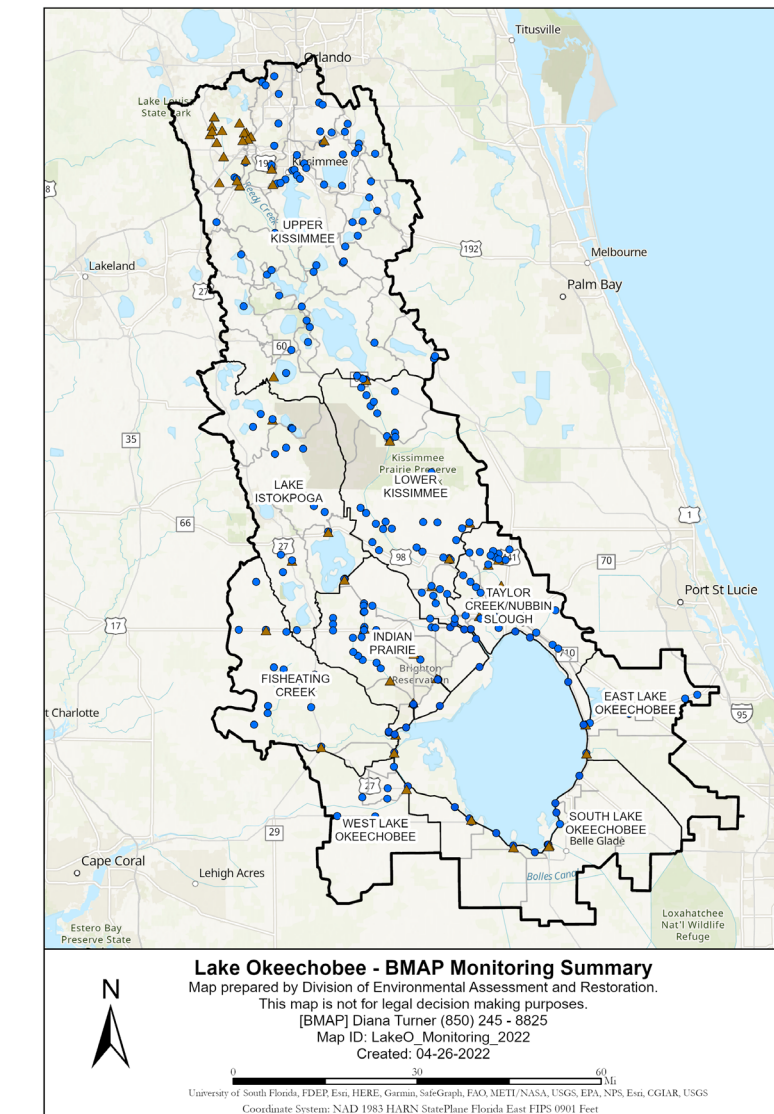 Titusville
Orlando
Lake Louisa
State Park
192
Kissimmee
8
Reedy Creek
UPPER
KISSIMMEE
192
Melbourne
Lakeland
27
Palm Bay
60
35
Kissimmee
Prairie Preserve
LAKE
ISTOKPOGA
LOWER
KISSIMMEE
66
1
27
98
441
70
TAYLOR
CREEK/NUBBIN
SLOUGH
Port St Lucie
17
INDIAN
PRAIRIE
710
Brighton
Reservation
FISHEATING
CREEK
EAST LAKE
OKEECHOBEE
t Charlotte
95
27
WEST LAKE
OKEECHOBEE
SOUTH LAKE
OKEECHOBEE
29
Belle Glade
Cape Coral
Lehigh Acres
Bolles Canal
Loxahatchee
Nat'l Wildlife
Refuge
Estero Bay
Preserve State
Lake Okeechobee - BMAP Monitoring Summary
Map prepared by Division of Environmental Assessment and Restoration.
This map is not for legal decision making purposes.
[BMAP] Diana Turner (850) 245 - 8825
Map ID: LakeO_Monitoring_2022
Created: 04-26-2022
N
0 30 60
Mi
University of South Florida, FDEP, Esri, HERE, Garmin, SafeGraph, FAO, METI/NASA, USGS, EPA, NPS, Esri, CGIAR, USGS
Coordinate System: NAD 1983 HARN StatePlane Florida East FIPS 0901 Feet